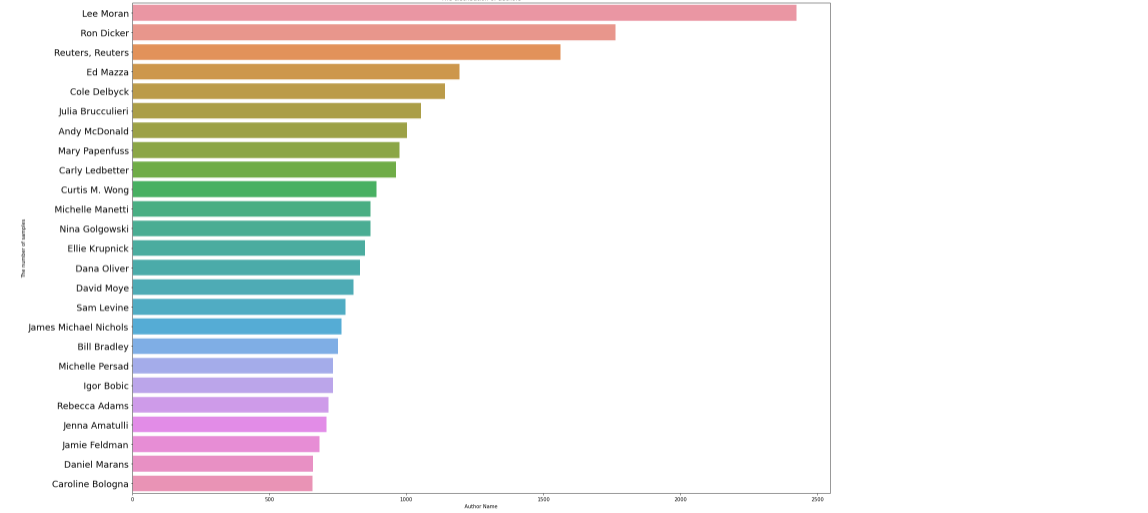 Lee Moran
Ron Dicker
Reuters, Reuters
Ed Mazza
Cole Delbyck
Julia Brucculieri
Andy McDonald
Mary Papenfuss
Carly Ledbetter
Curtis M. Wong
Michelle Manetti
Nina Golgowski
Ellie Krupnick
Dana Oliver
David Moye
Sam Levine
James Michael Nichols
Bill Bradley
Michelle Persad
Igor Bobic
Rebecca Adams
Jenna Amatulli
Jamie Feldman
Daniel Marans
Caroline Bologna
The number of samples
0 500 1000 1500 2000 2500
Author Name